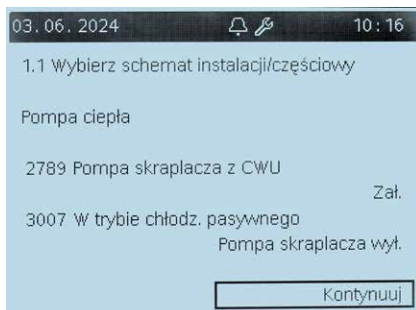 03.06.2024 10:16
1.1 Wybierz schemat instalacji/częściowy
Pompa ciepła
2789 Pompa skraplacza z CWU
Zał.
3007 W trybie chłodz. pasywnego
Pompa skraplacza wył.
Kontynuuj